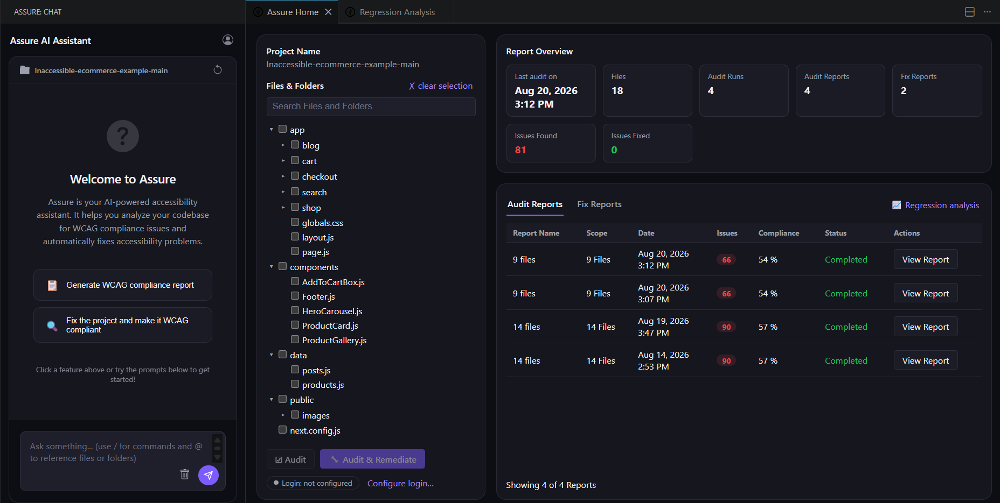 ASSURE: CHAT
Assure Home
Regression Analysis
Assure AI Assistant
Inaccessible-ecommerce-example-main
?
Welcome to Assure
Assure is your AI-powered accessibility
assistant. It helps you analyze your codebase
for WCAG compliance issues and
automatically fixes accessibility problems.
Generate WCAG compliance report
Fix the project and make it WCAG
compliant
Click a feature above or try the prompts below to get
started!
Ask something... (use / for commands and @
to reference files or folders)
Project Name
Inaccessible-ecommerce-example-main
Files & Folders
✗ clear selection
Search Files and Folders
app
blog
cart
checkout
search
shop
globals.css
layout.js
page.js
components
AddToCartBox.js
Footer.js
HeroCarousel.js
ProductCard.js
ProductGallery.js
data
posts.js
products.js
public
images
next.config.js
Audit
Audit & Remediate
Login: not configured
Configure login...
Report Overview
Last audit on
Aug 20, 2026
3:12 PM
Files
18
Audit Runs
4
Audit Reports
4
Fix Reports
2
Issues Found
81
Issues Fixed
0
Audit Reports
Fix Reports
Regression analysis
Report Name Scope Date Issues Compliance Status Actions
9 files 9 Files Aug 20, 2026 3:12 PM 66 54 % Completed View Report
9 files 9 Files Aug 20, 2026 3:07 PM 66 54 % Completed View Report
14 files 14 Files Aug 19, 2026 3:47 PM 90 57 % Completed View Report
14 files 14 Files Aug 14, 2026 2:53 PM 90 57 % Completed View Report
Showing 4 of 4 Reports